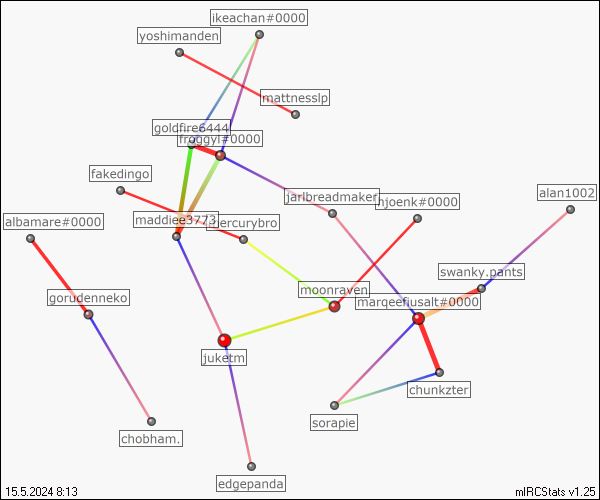 ikeachan#0000
yoshimanden
mattnesslp
goldfire6444
froggyl#0000
fakedingo
jarlbreadmaker
njoenk#0000
alan1002
albamare#0000
maddiee3773
mercurybro
swanky.pants
moonraven
marqeefiusalt#0000
gorudenneko
juketm
chunkzter
sorapie
chobham.
edgepanda
15.5.2024 8:13
mIRCStats v1.25